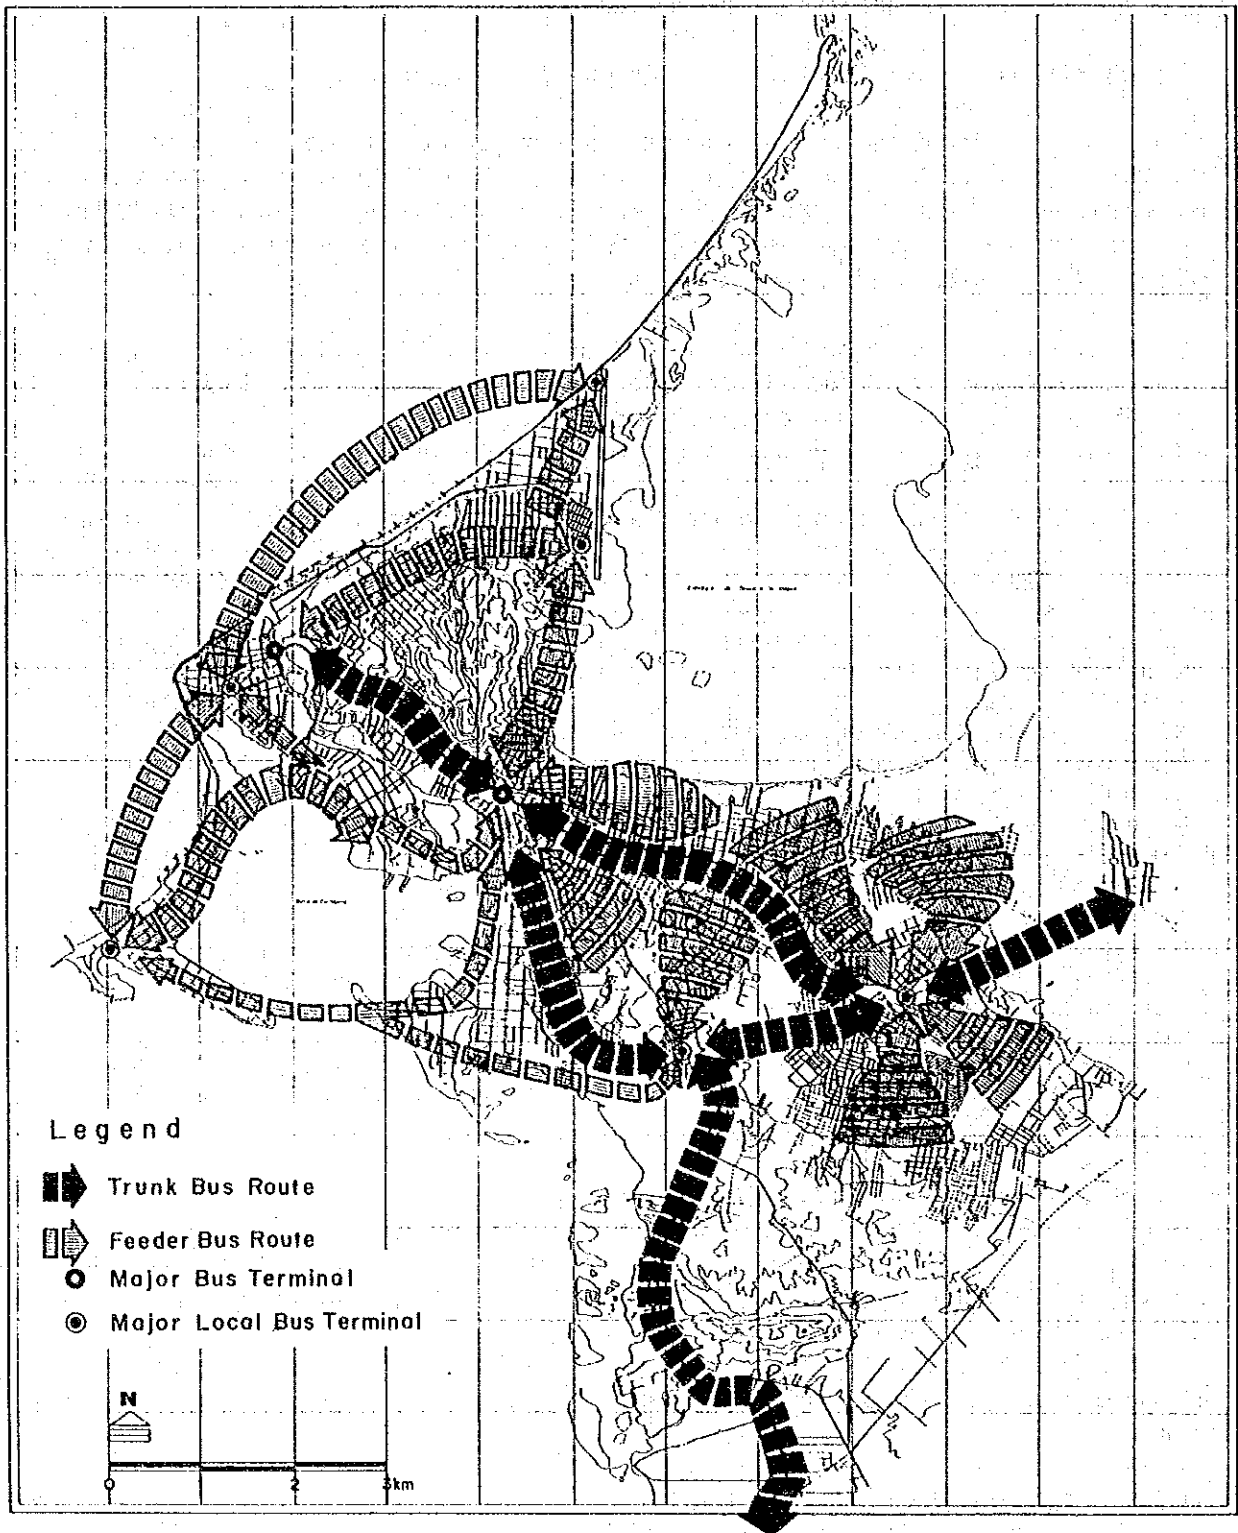 Legend
Trunk Bus Route
Feeder Bus Route
Major Bus Terminal
Major Local Bus Terminal
N
0 2 3km